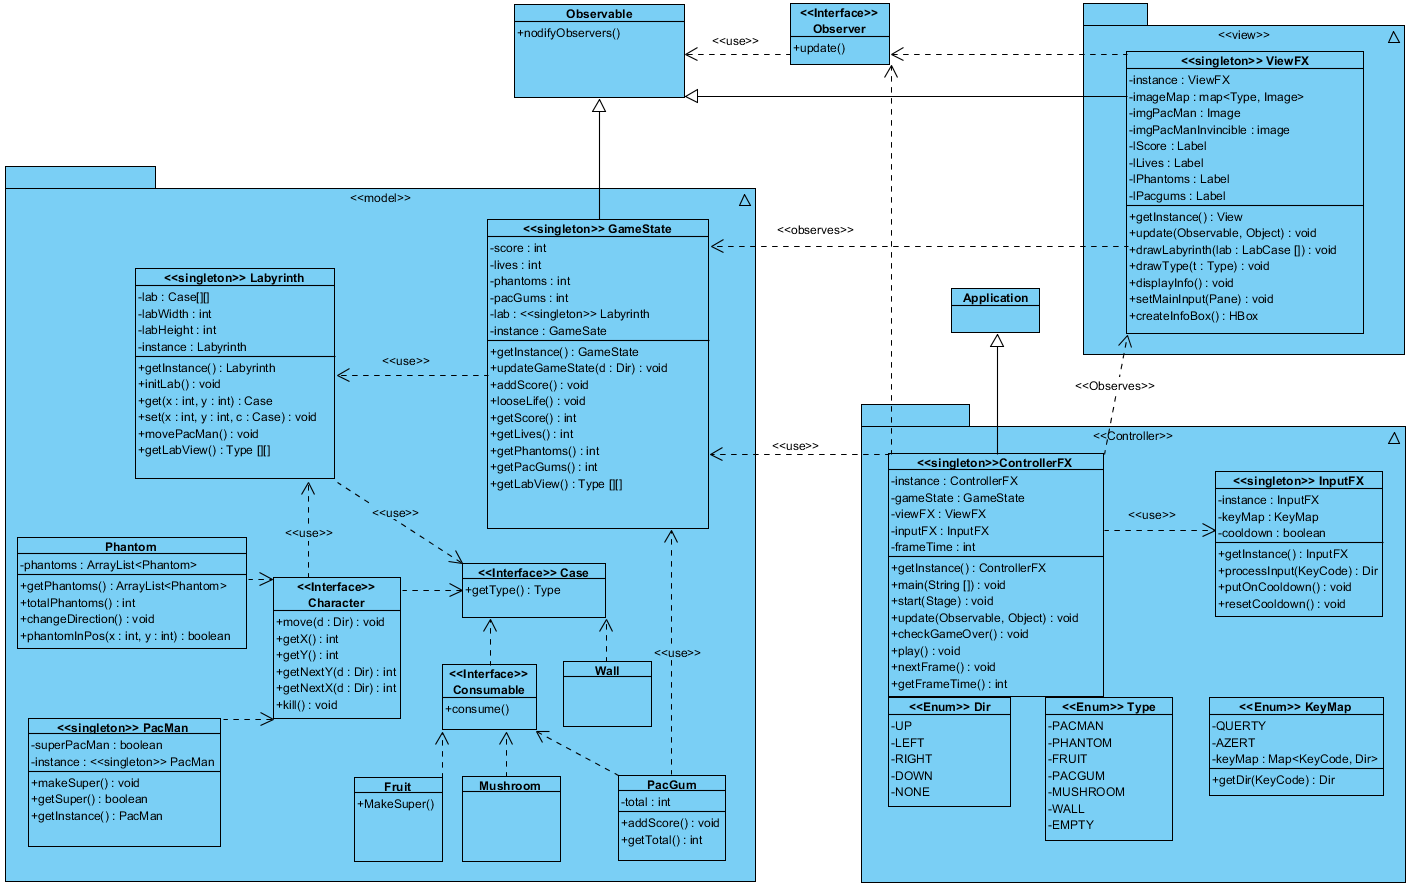 Observable
+nodifyObservers()
<<use>>
<<Interface>>
Observer
+update()
<<view>>
<<singleton>> ViewFX
-instance : ViewFX
-imageMap : map<Type, Image>
-imgPacMan : Image
-imgPacManInvincible : image
-lScore : Label
-lLives : Label
-lPhantoms : Label
-lPacgums : Label
+getInstance() : View
+update(Observable, Object) : void
+drawLabyrinth(lab : LabCase []) : void
+drawType(t : Type) : void
+displayInfo() : void
+setMainInput(Pane) : void
+createInfoBox() : HBox
<<observes>>
<<model>>
<<singleton>> GameState
-score : int
-lives : int
-phantoms : int
-pacGums : int
-lab : <<singleton>> Labyrinth
-instance : GameSate
+getInstance() : GameState
+updateGameState(d : Dir) : void
+addScore() : void
+looseLife() : void
+getScore() : int
+getLives() : int
+getPhantoms() : int
+getPacGums() : int
+getLabView() : Type [][]
<<singleton>> Labyrinth
-lab : Case[][]
-labWidth : int
-labHeight : int
-instance : Labyrinth
+getInstance() : Labyrinth
+initLab() : void
+get(x : int, y : int) : Case
+set(x : int, y : int, c : Case) : void
+movePacMan() : void
+getLabView() : Type [][]
<<use>>
Application
<<Observes>>
<<use>>
<<use>>
<<use>>
Phantom
-phantoms : ArrayList<Phantom>
+getPhantoms() : ArrayList<Phantom>
+totalPhantoms() : int
+changeDirection() : void
+phantomInPos(x : int, y : int) : boolean
<<Interface>>
Character
+move(d : Dir) : void
+getX() : int
+getY() : int
+getNextY(d : Dir) : int
+getNextX(d : Dir) : int
+kill() : void
<<Interface>> Case
+getType() : Type
<<Interface>>
Consumable
+consume()
Wall
<<use>>
<<singleton>> PacMan
-superPacMan : boolean
-instance : <<singleton>> PacMan
+makeSuper() : void
+getSuper() : boolean
+getInstance() : PacMan
Fruit
+MakeSuper()
Mushroom
PacGum
-total : int
+addScore() : void
+getTotal() : int
<<Controller>>
<<singleton>>ControllerFX
-instance : ControllerFX
-gameState : GameState
-viewFX : ViewFX
-inputFX : InputFX
-frameTime : int
+getInstance() : ControllerFX
+main(String []) : void
+start(Stage) : void
+update(Observable, Object) : void
+checkGameOver() : void
+play() : void
+nextFrame() : void
+getFrameTime() : int
<<use>>
<<singleton>> InputFX
-instance : InputFX
-keyMap : KeyMap
-cooldown : boolean
+getInstance() : InputFX
+processInput(KeyCode) : Dir
+putOnCooldown() : void
+resetCooldown() : void
<<Enum>> Dir
-UP
-LEFT
-RIGHT
-DOWN
-NONE
<<Enum>> Type
-PACMAN
-PHANTOM
-FRUIT
-PACGUM
-MUSHROOM
-WALL
-EMPTY
<<Enum>> KeyMap
-QUERTY
-AZERT
-keyMap : Map<KeyCode, Dir>
+getDir(KeyCode) : Dir